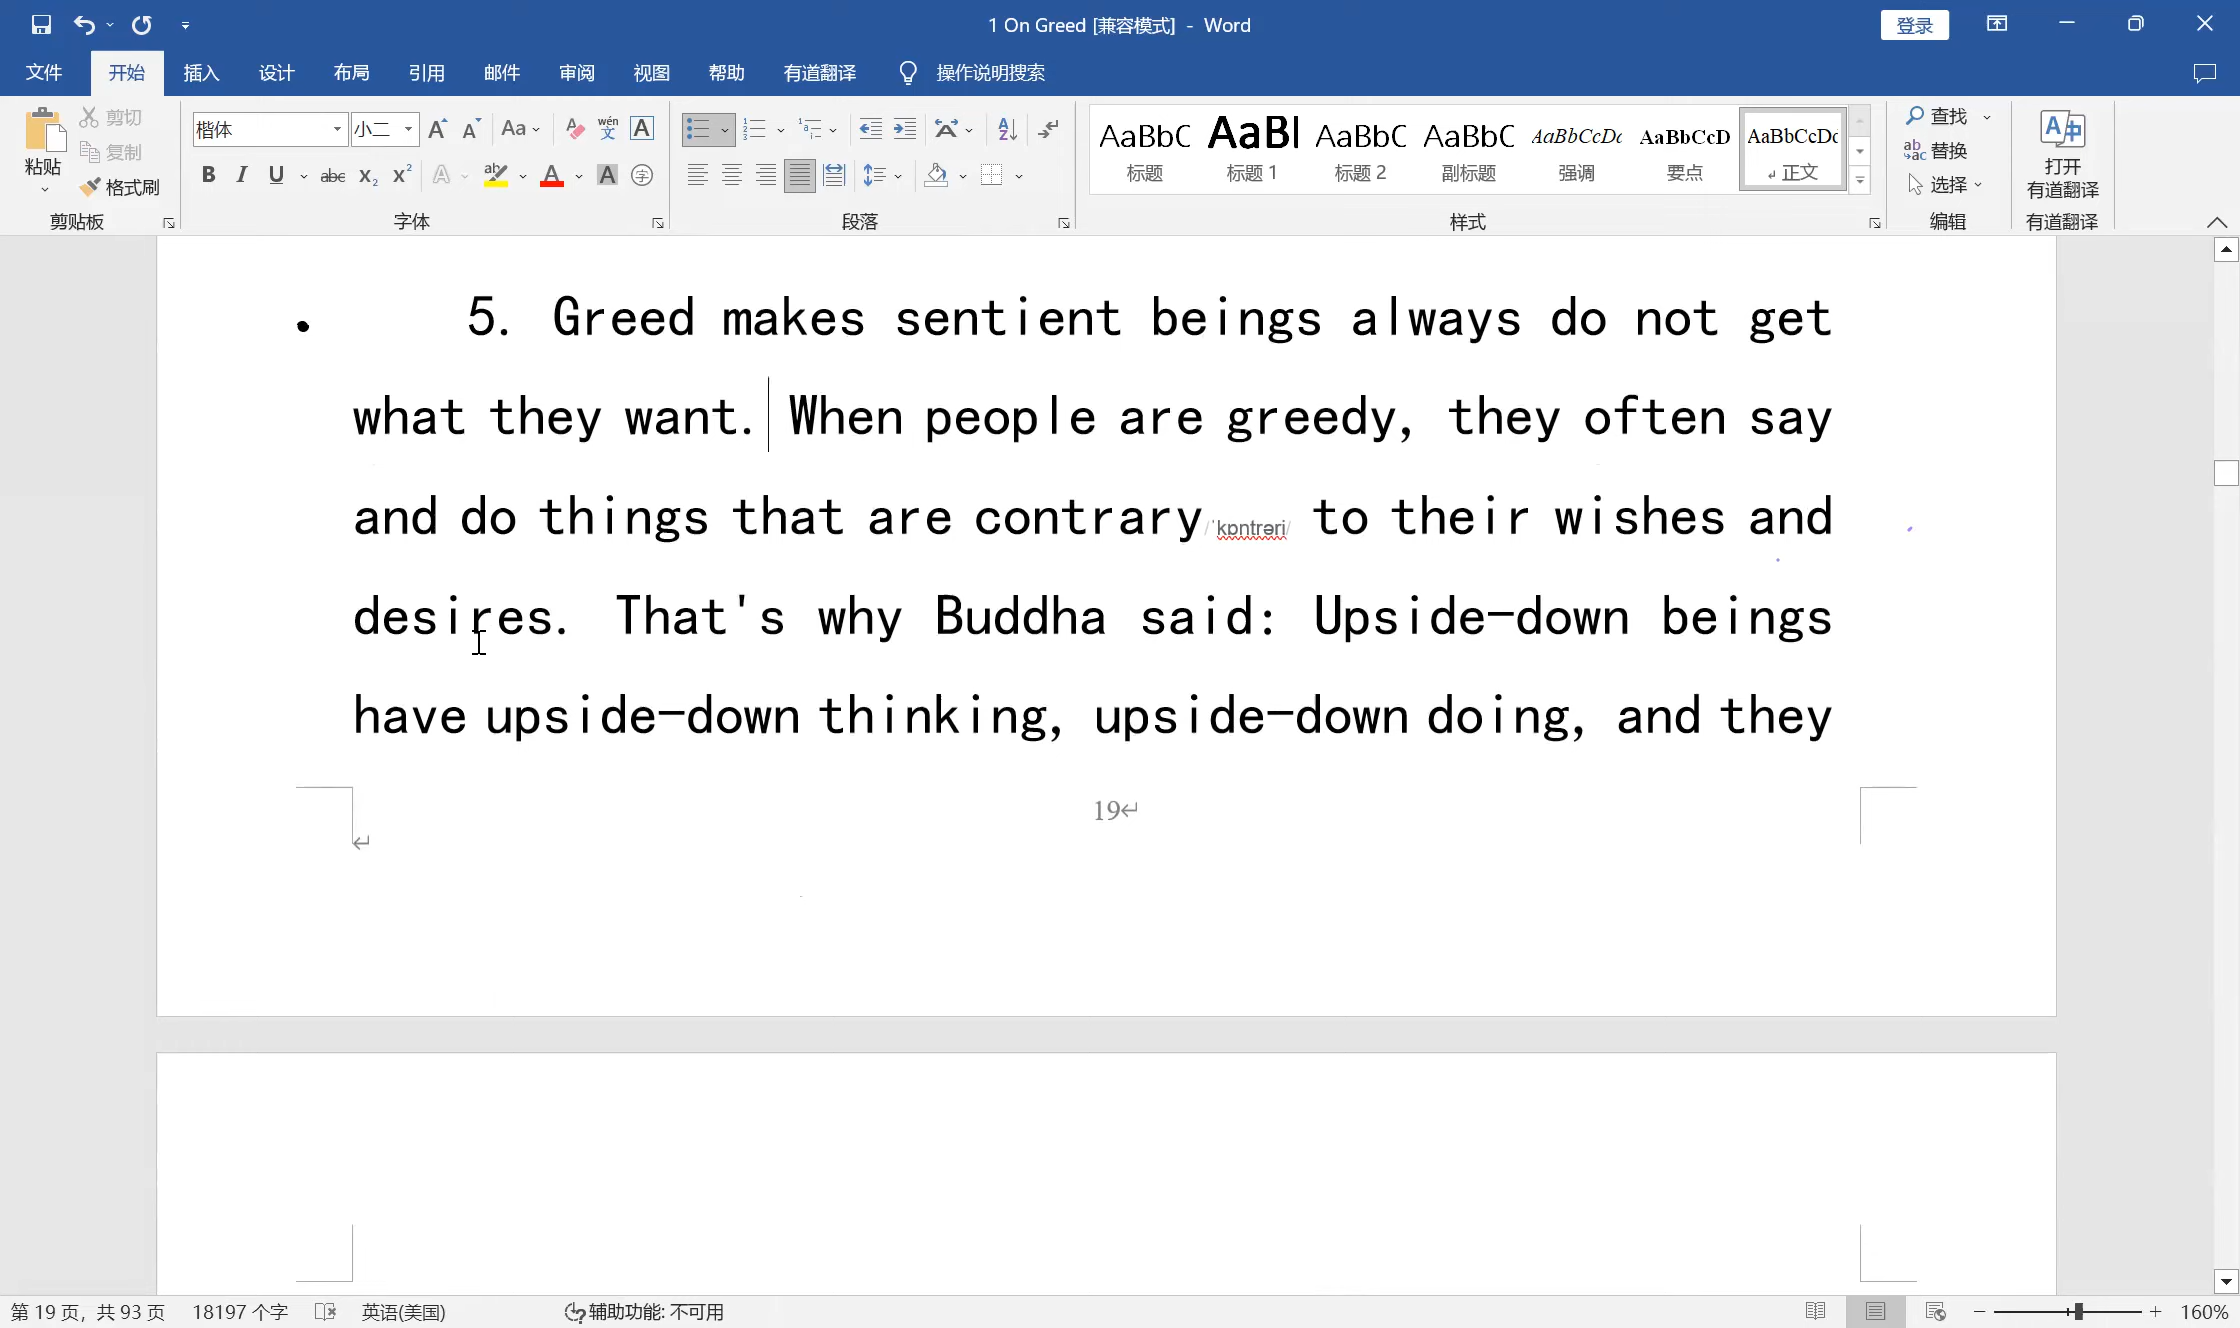 1 On Greed [兼容模式] - Word
登录
文件 开始 插入 设计 布局 引用 邮件 审阅 视图 帮助 有道翻译 操作说明搜索
粘贴
剪切
复制
格式刷
剪贴板
楷体 小二
字体
段落
AaBbC 标题
AaBl 标题 1
AaBbC 标题 2
AaBbC 副标题
AaBbCcDc 强调
AaBbCcD 要点
AaBbCcDc 正文
样式
查找
替换
选择
编辑
打开
有道翻译
有道翻译
• 5. Greed makes sentient beings always do not get
what they want. When people are greedy, they often say
and do things that are contrary/ˈkɒntrəri/ to their wishes and
desires. That's why Buddha said: Upside-down beings
have upside-down thinking, upside-down doing, and they
19
第 19 页，共 93 页 18197 个字 英语(美国) 辅助功能: 不可用 160%